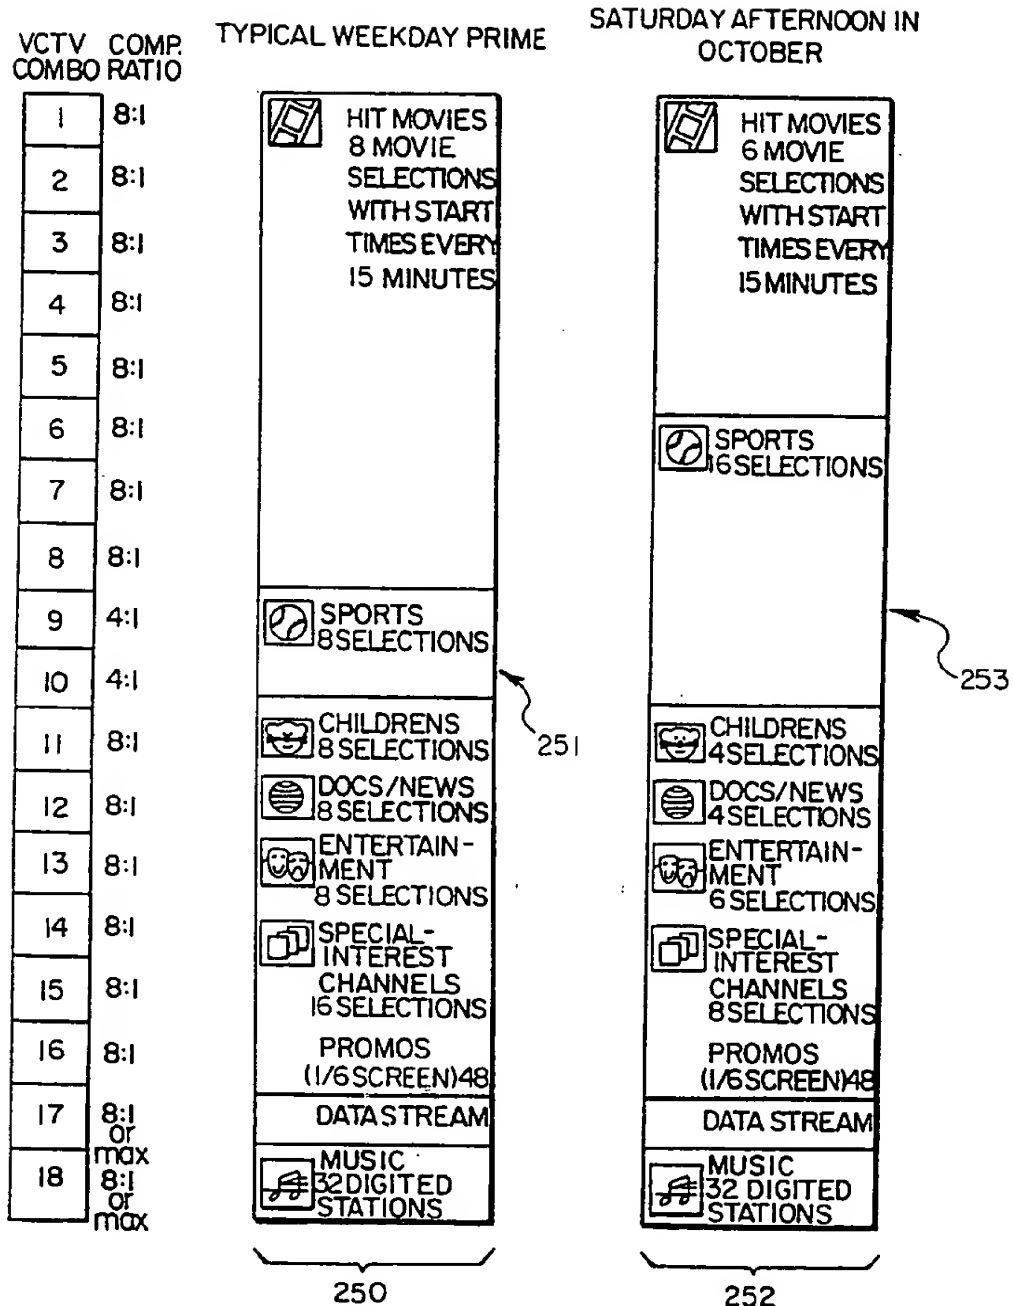 VCTV COMP.
COMBO RATIO
1 8:1
2 8:1
3 8:1
4 8:1
5 8:1
6 8:1
7 8:1
8 8:1
9 4:1
10 4:1
11 8:1
12 8:1
13 8:1
14 8:1
15 8:1
16 8:1
17 8:1
or
max
18 8:1
or
max
TYPICAL WEEKDAY PRIME
HIT MOVIES
8 MOVIE
SELECTIONS
WITH START
TIMES EVERY
15 MINUTES
SPORTS
8 SELECTIONS
251
CHILDRENS
8 SELECTIONS
DOCS/NEWS
8 SELECTIONS
ENTERTAIN-
MENT
8 SELECTIONS
SPECIAL-
INTEREST
CHANNELS
16 SELECTIONS
PROMOS
(1/6 SCREEN) 48
DATA STREAM
MUSIC
32 DIGITED
STATIONS
250
SATURDAY AFTERNOON IN
OCTOBER
HIT MOVIES
6 MOVIE
SELECTIONS
WITH START
TIMES EVERY
15 MINUTES
SPORTS
16 SELECTIONS
253
CHILDRENS
4 SELECTIONS
DOCS/NEWS
4 SELECTIONS
ENTERTAIN-
MENT
6 SELECTIONS
SPECIAL-
INTEREST
CHANNELS
8 SELECTIONS
PROMOS
(1/6 SCREEN) 48
DATA STREAM
MUSIC
32 DIGITED
STATIONS
252